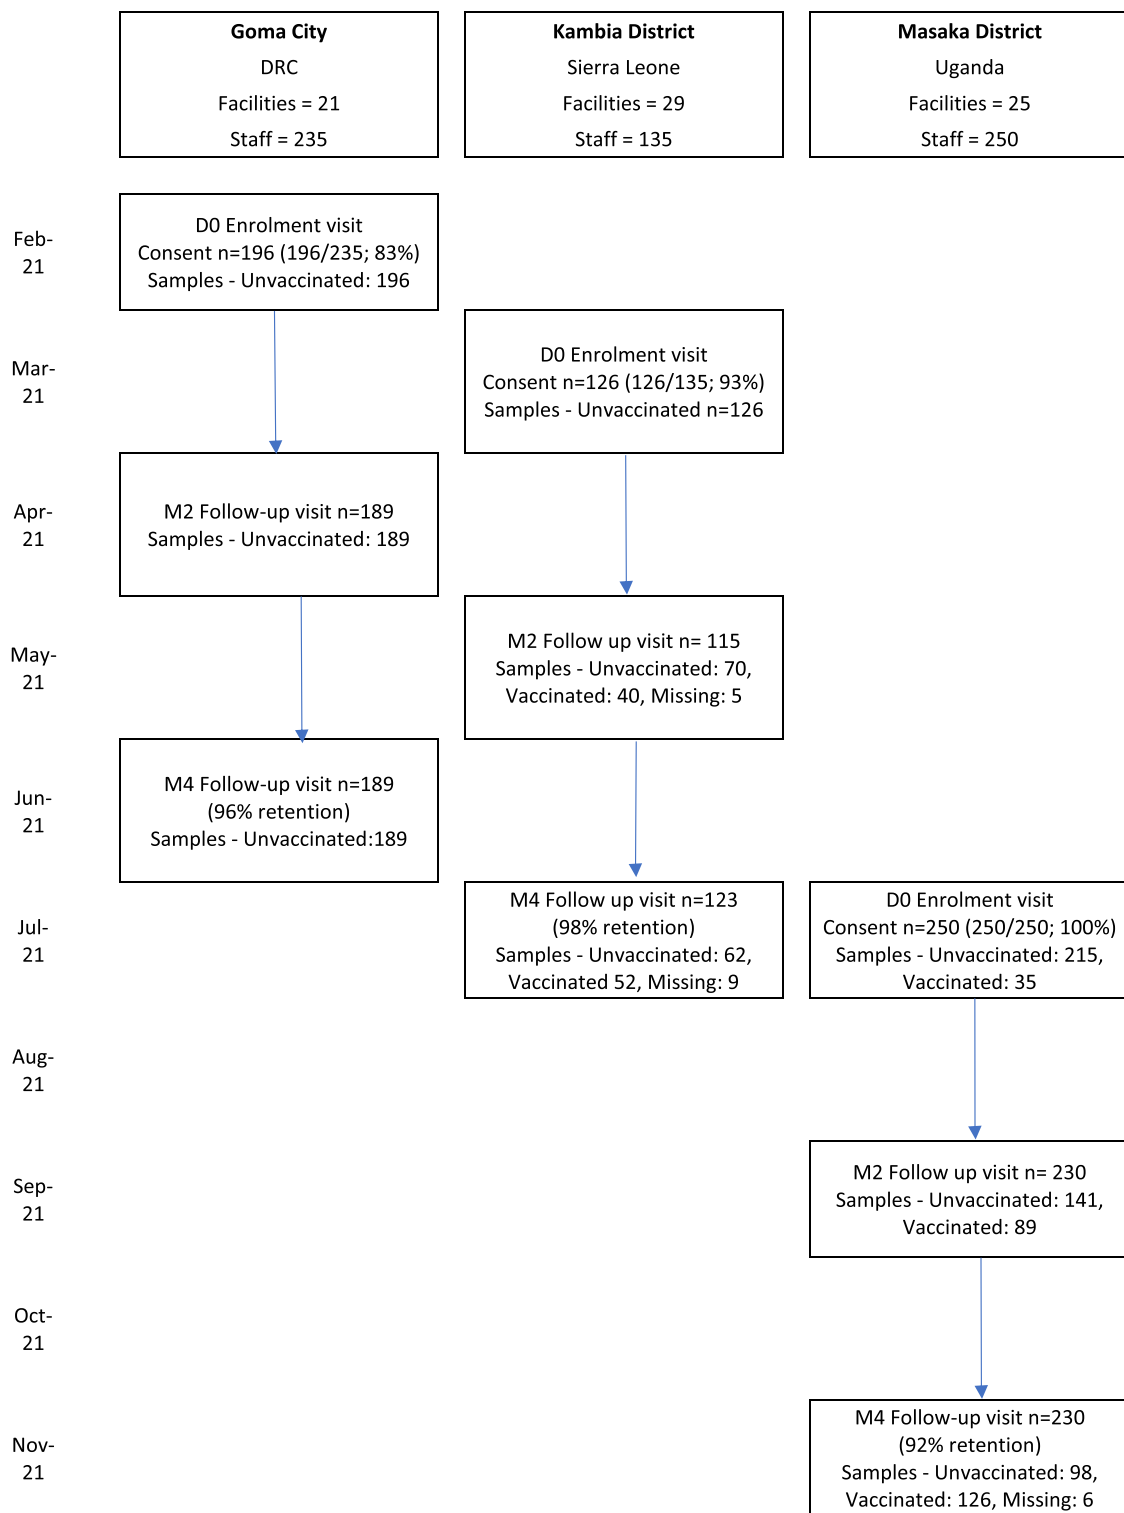 Goma City
DRC
Facilities = 21
Staff = 235
Kambia District
Sierra Leone
Facilities = 29
Staff = 135
Masaka District
Uganda
Facilities = 25
Staff = 250
Feb-
21
D0 Enrolment visit
Consent n=196 (196/235; 83%)
Samples - Unvaccinated: 196
Mar-
21
D0 Enrolment visit
Consent n=126 (126/135; 93%)
Samples - Unvaccinated n=126
Apr-
21
M2 Follow-up visit n=189
Samples - Unvaccinated: 189
May-
21
M2 Follow up visit n= 115
Samples - Unvaccinated: 70,
Vaccinated: 40, Missing: 5
Jun-
21
M4 Follow-up visit n=189
(96% retention)
Samples - Unvaccinated:189
Jul-
21
M4 Follow up visit n=123
(98% retention)
Samples - Unvaccinated: 62,
Vaccinated 52, Missing: 9
D0 Enrolment visit
Consent n=250 (250/250; 100%)
Samples - Unvaccinated: 215,
Vaccinated: 35
Aug-
21
Sep-
21
M2 Follow up visit n= 230
Samples - Unvaccinated: 141,
Vaccinated: 89
Oct-
21
Nov-
21
M4 Follow-up visit n=230
(92% retention)
Samples - Unvaccinated: 98,
Vaccinated: 126, Missing: 6